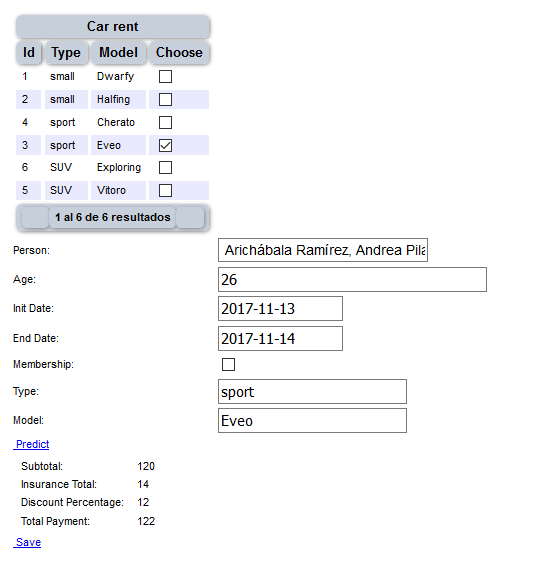 Car rent
Id Type Model Choose
1 small Dwarfy
2 small Halfing
4 sport Cherato
3 sport Eveo
6 SUV Exploring
5 SUV Vitoro
1 al 6 de 6 resultados
Person: Arichábala Ramírez, Andrea Pila
Age: 26
Init Date: 2017-11-13
End Date: 2017-11-14
Membership:
Type: sport
Model: Eveo
Predict
Subtotal: 120
Insurance Total: 14
Discount Percentage: 12
Total Payment: 122
Save